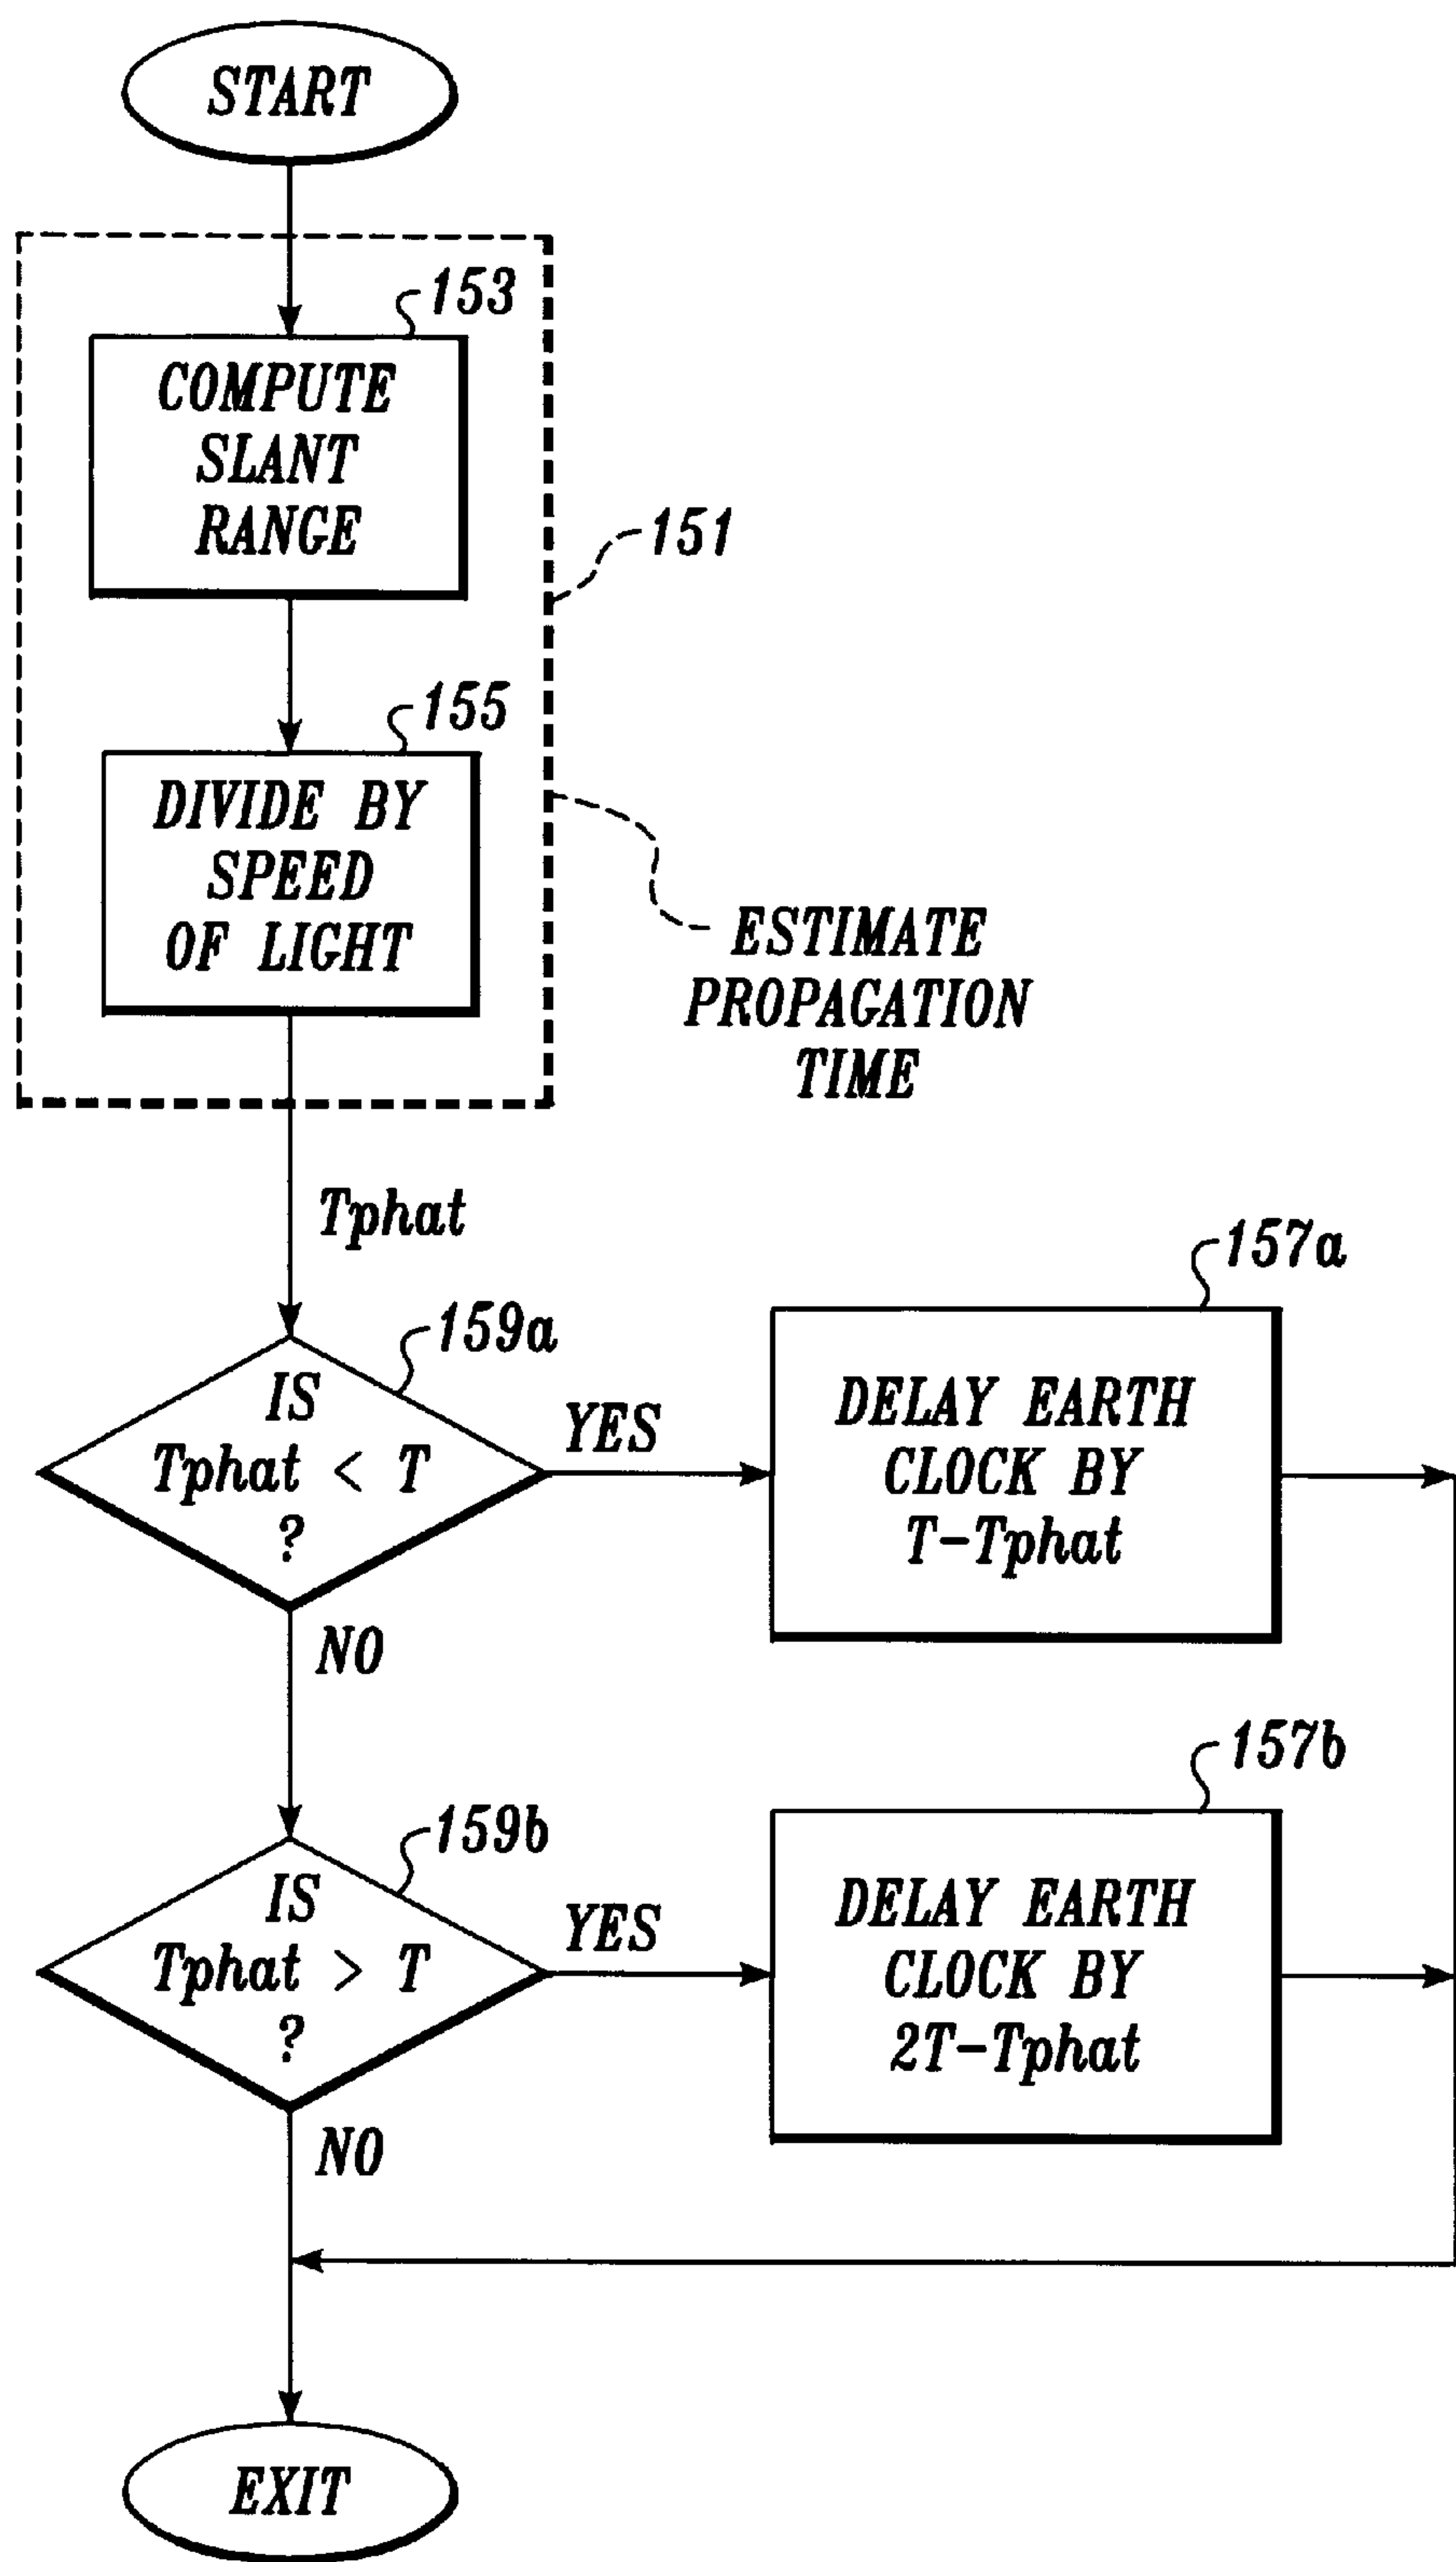 START
153
COMPUTE
SLANT
RANGE
151
155
DIVIDE BY
SPEED
OF LIGHT
ESTIMATE
PROPAGATION
TIME
Tphat
159a
IS
Tphat < T
?
YES
157a
DELAY EARTH
CLOCK BY
T-Tphat
NO
159b
IS
Tphat > T
?
YES
157b
DELAY EARTH
CLOCK BY
2T-Tphat
NO
EXIT